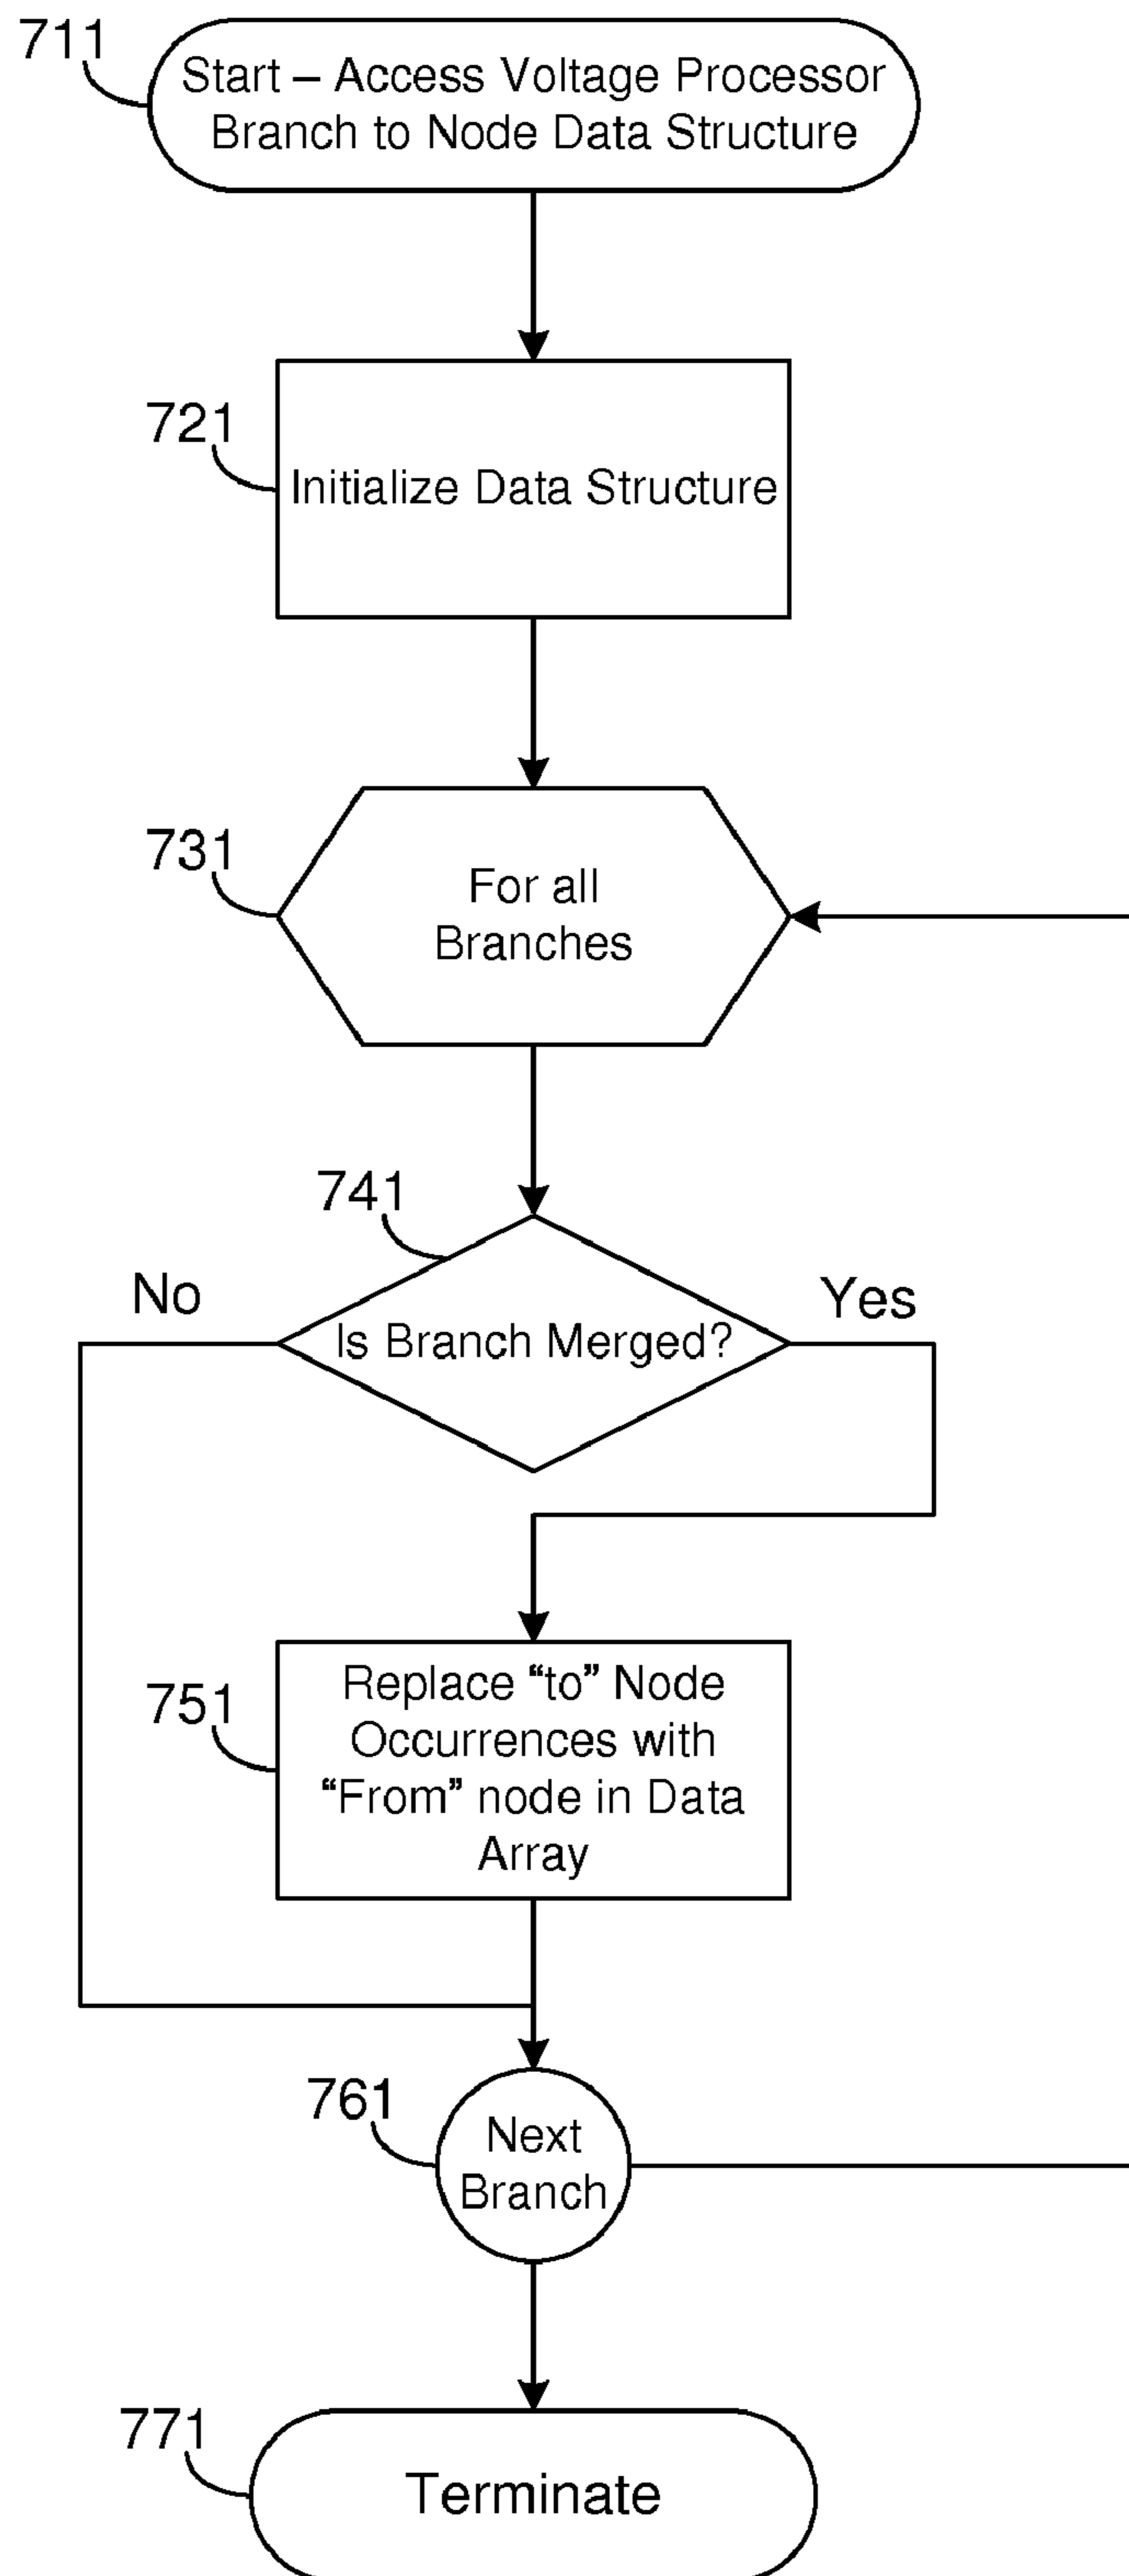 711
Start – Access Voltage Processor
Branch to Node Data Structure
721
Initialize Data Structure
731
For all
Branches
741
No
Yes
Is Branch Merged?
751
Replace “to” Node
Occurrences with
“From” node in Data
Array
761
Next
Branch
771
Terminate